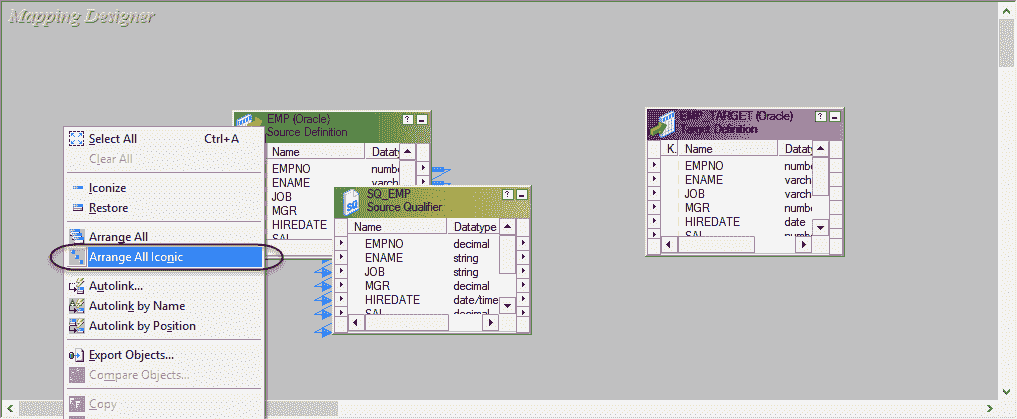 Mapping Designer
Select All Ctrl+A
Clear All
Iconize
Restore
Arrange All
Arrange All Iconic
Autolink...
Autolink by Name
Autolink by Position
Export Objects...
Compare Objects...
Copy
EMP (Oracle)
Source Definition
Name Dataty
EMPNO numbe
ENAME varch
JOB
MGR
HIREDATE
SAL
SQ_EMP
Source Qualifier
Name Datatype
EMPNO decimal
ENAME string
JOB string
MGR decimal
HIREDATE date/time
SAL decimal
EMP_TARGET (Oracle)
Target Definition
K. Name Dataty
EMPNO numbe
ENAME varch
JOB varch
MGR numbe
HIREDATE date
SAL numbe